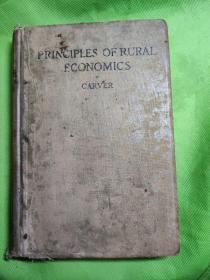 PRINCIPLES OF RURAL
ECONOMICS
CARVER